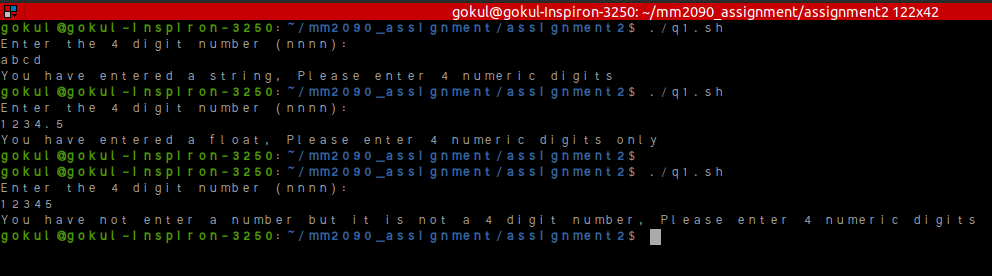 gokul@gokul-Inspiron-3250: ~/mm2090_assignment/assignment2 122x42
gokul@gokul-Inspiron-3250:~/mm2090_assignment/assignment2$ ./q1.sh
Enter the 4 digit number (nnnn):
abcd
You have entered a string, Please enter 4 numeric digits
gokul@gokul-Inspiron-3250:~/mm2090_assignment/assignment2$ ./q1.sh
Enter the 4 digit number (nnnn):
1234.5
You have entered a float, Please enter 4 numeric digits only
gokul@gokul-Inspiron-3250:~/mm2090_assignment/assignment2$
gokul@gokul-Inspiron-3250:~/mm2090_assignment/assignment2$ ./q1.sh
Enter the 4 digit number (nnnn):
12345
You have not enter a number but it is not a 4 digit number, Please enter 4 numeric digits
gokul@gokul-Inspiron-3250:~/mm2090_assignment/assignment2$